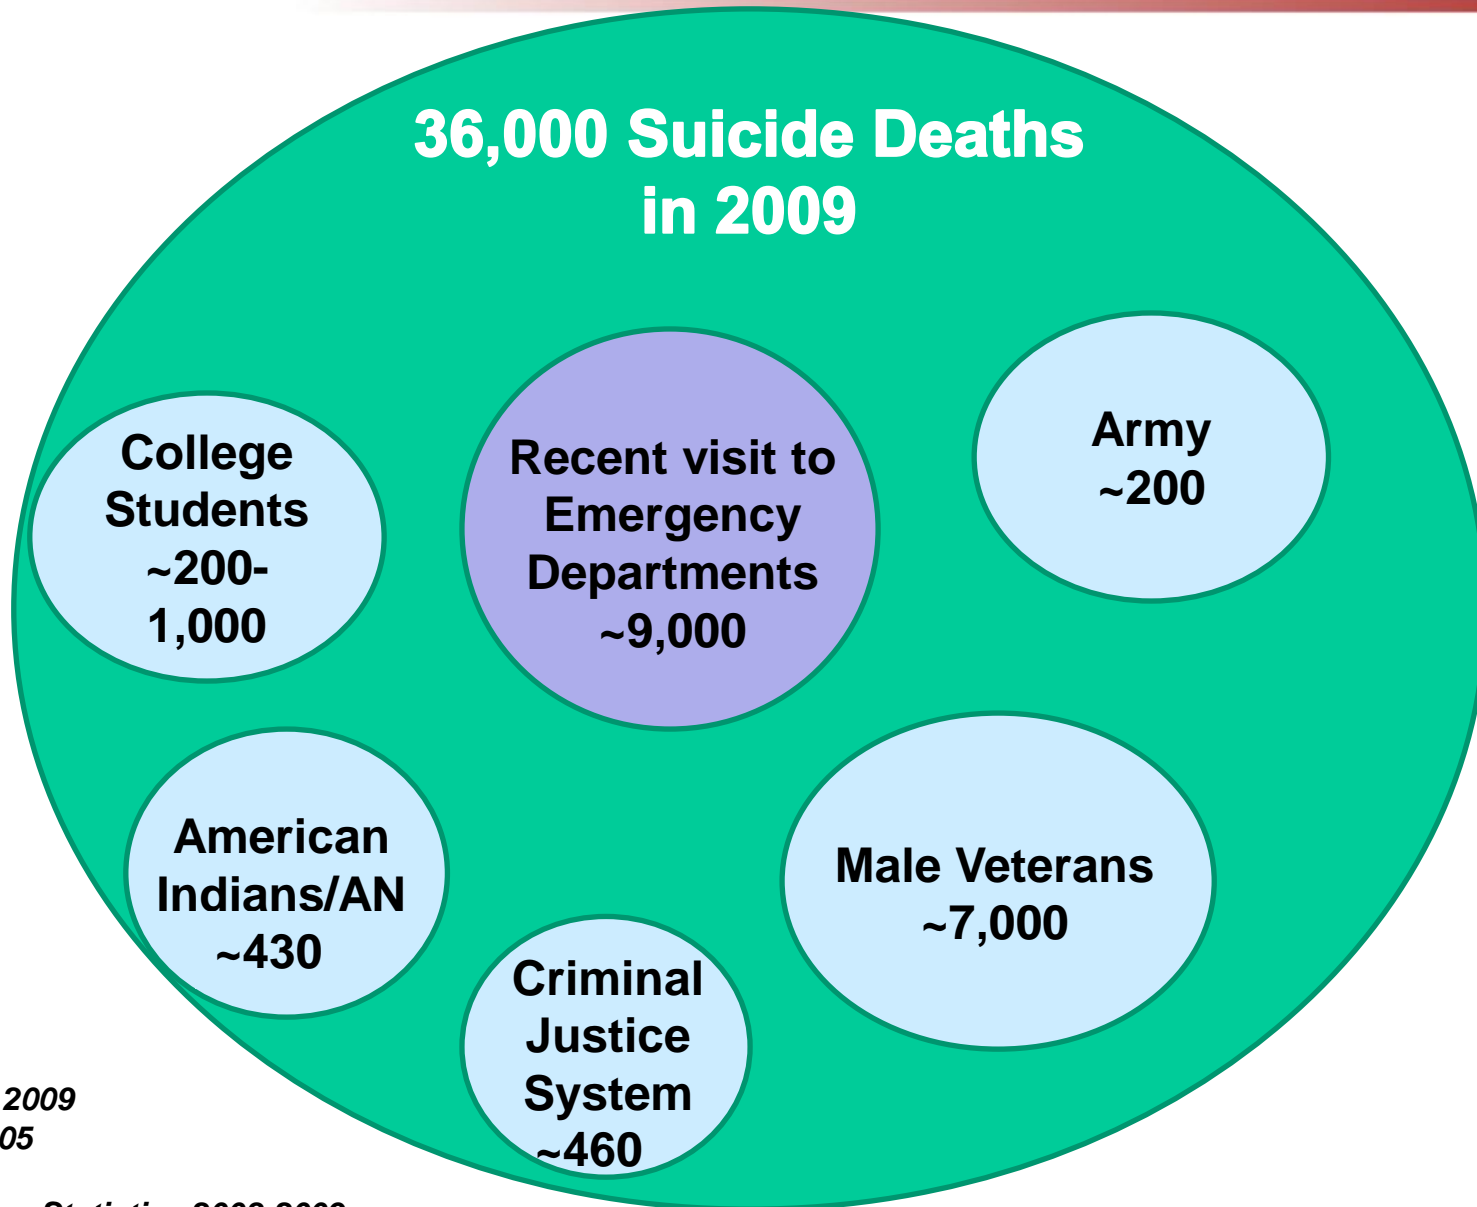 36,000 Suicide Deaths
in 2009
College
Students
~200-
1,000
Recent visit to
Emergency
Departments
~9,000
Army
~200
American
Indians/AN
~430
Criminal
Justice
System
~460
Male Veterans
~7,000
2009
05